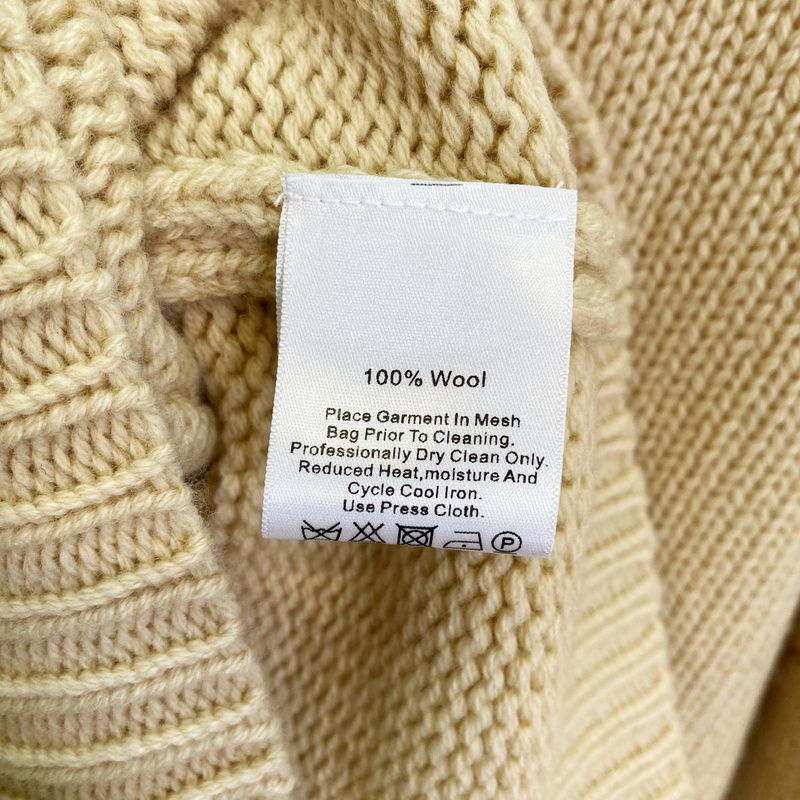 100% Wool
Place Garment In Mesh
Bag Prior To Cleaning.
Professionally Dry Clean Only.
Reduced Heat,moisture And
Cycle Cool Iron.
Use Press Cloth.
P